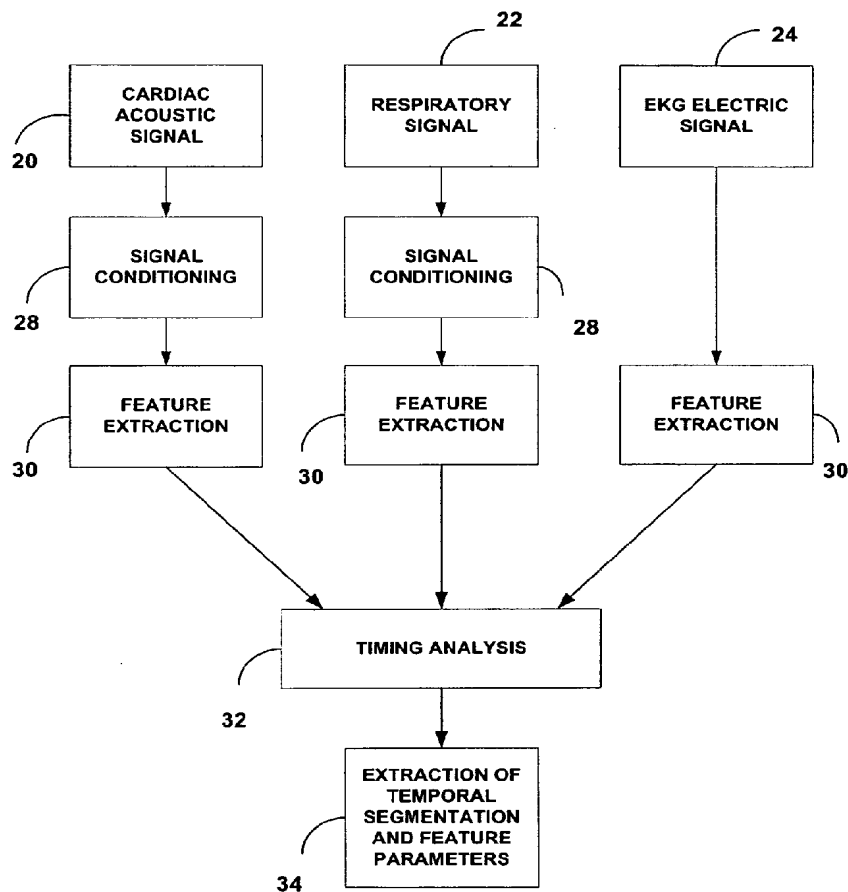 22
24
CARDIAC
ACOUSTIC
SIGNAL
RESPIRATORY
SIGNAL
EKG ELECTRIC
SIGNAL
20
SIGNAL
CONDITIONING
SIGNAL
CONDITIONING
28
28
FEATURE
EXTRACTION
FEATURE
EXTRACTION
FEATURE
EXTRACTION
30
30
30
TIMING ANALYSIS
32
EXTRACTION OF
TEMPORAL
SEGMENTATION
AND FEATURE
PARAMETERS
34